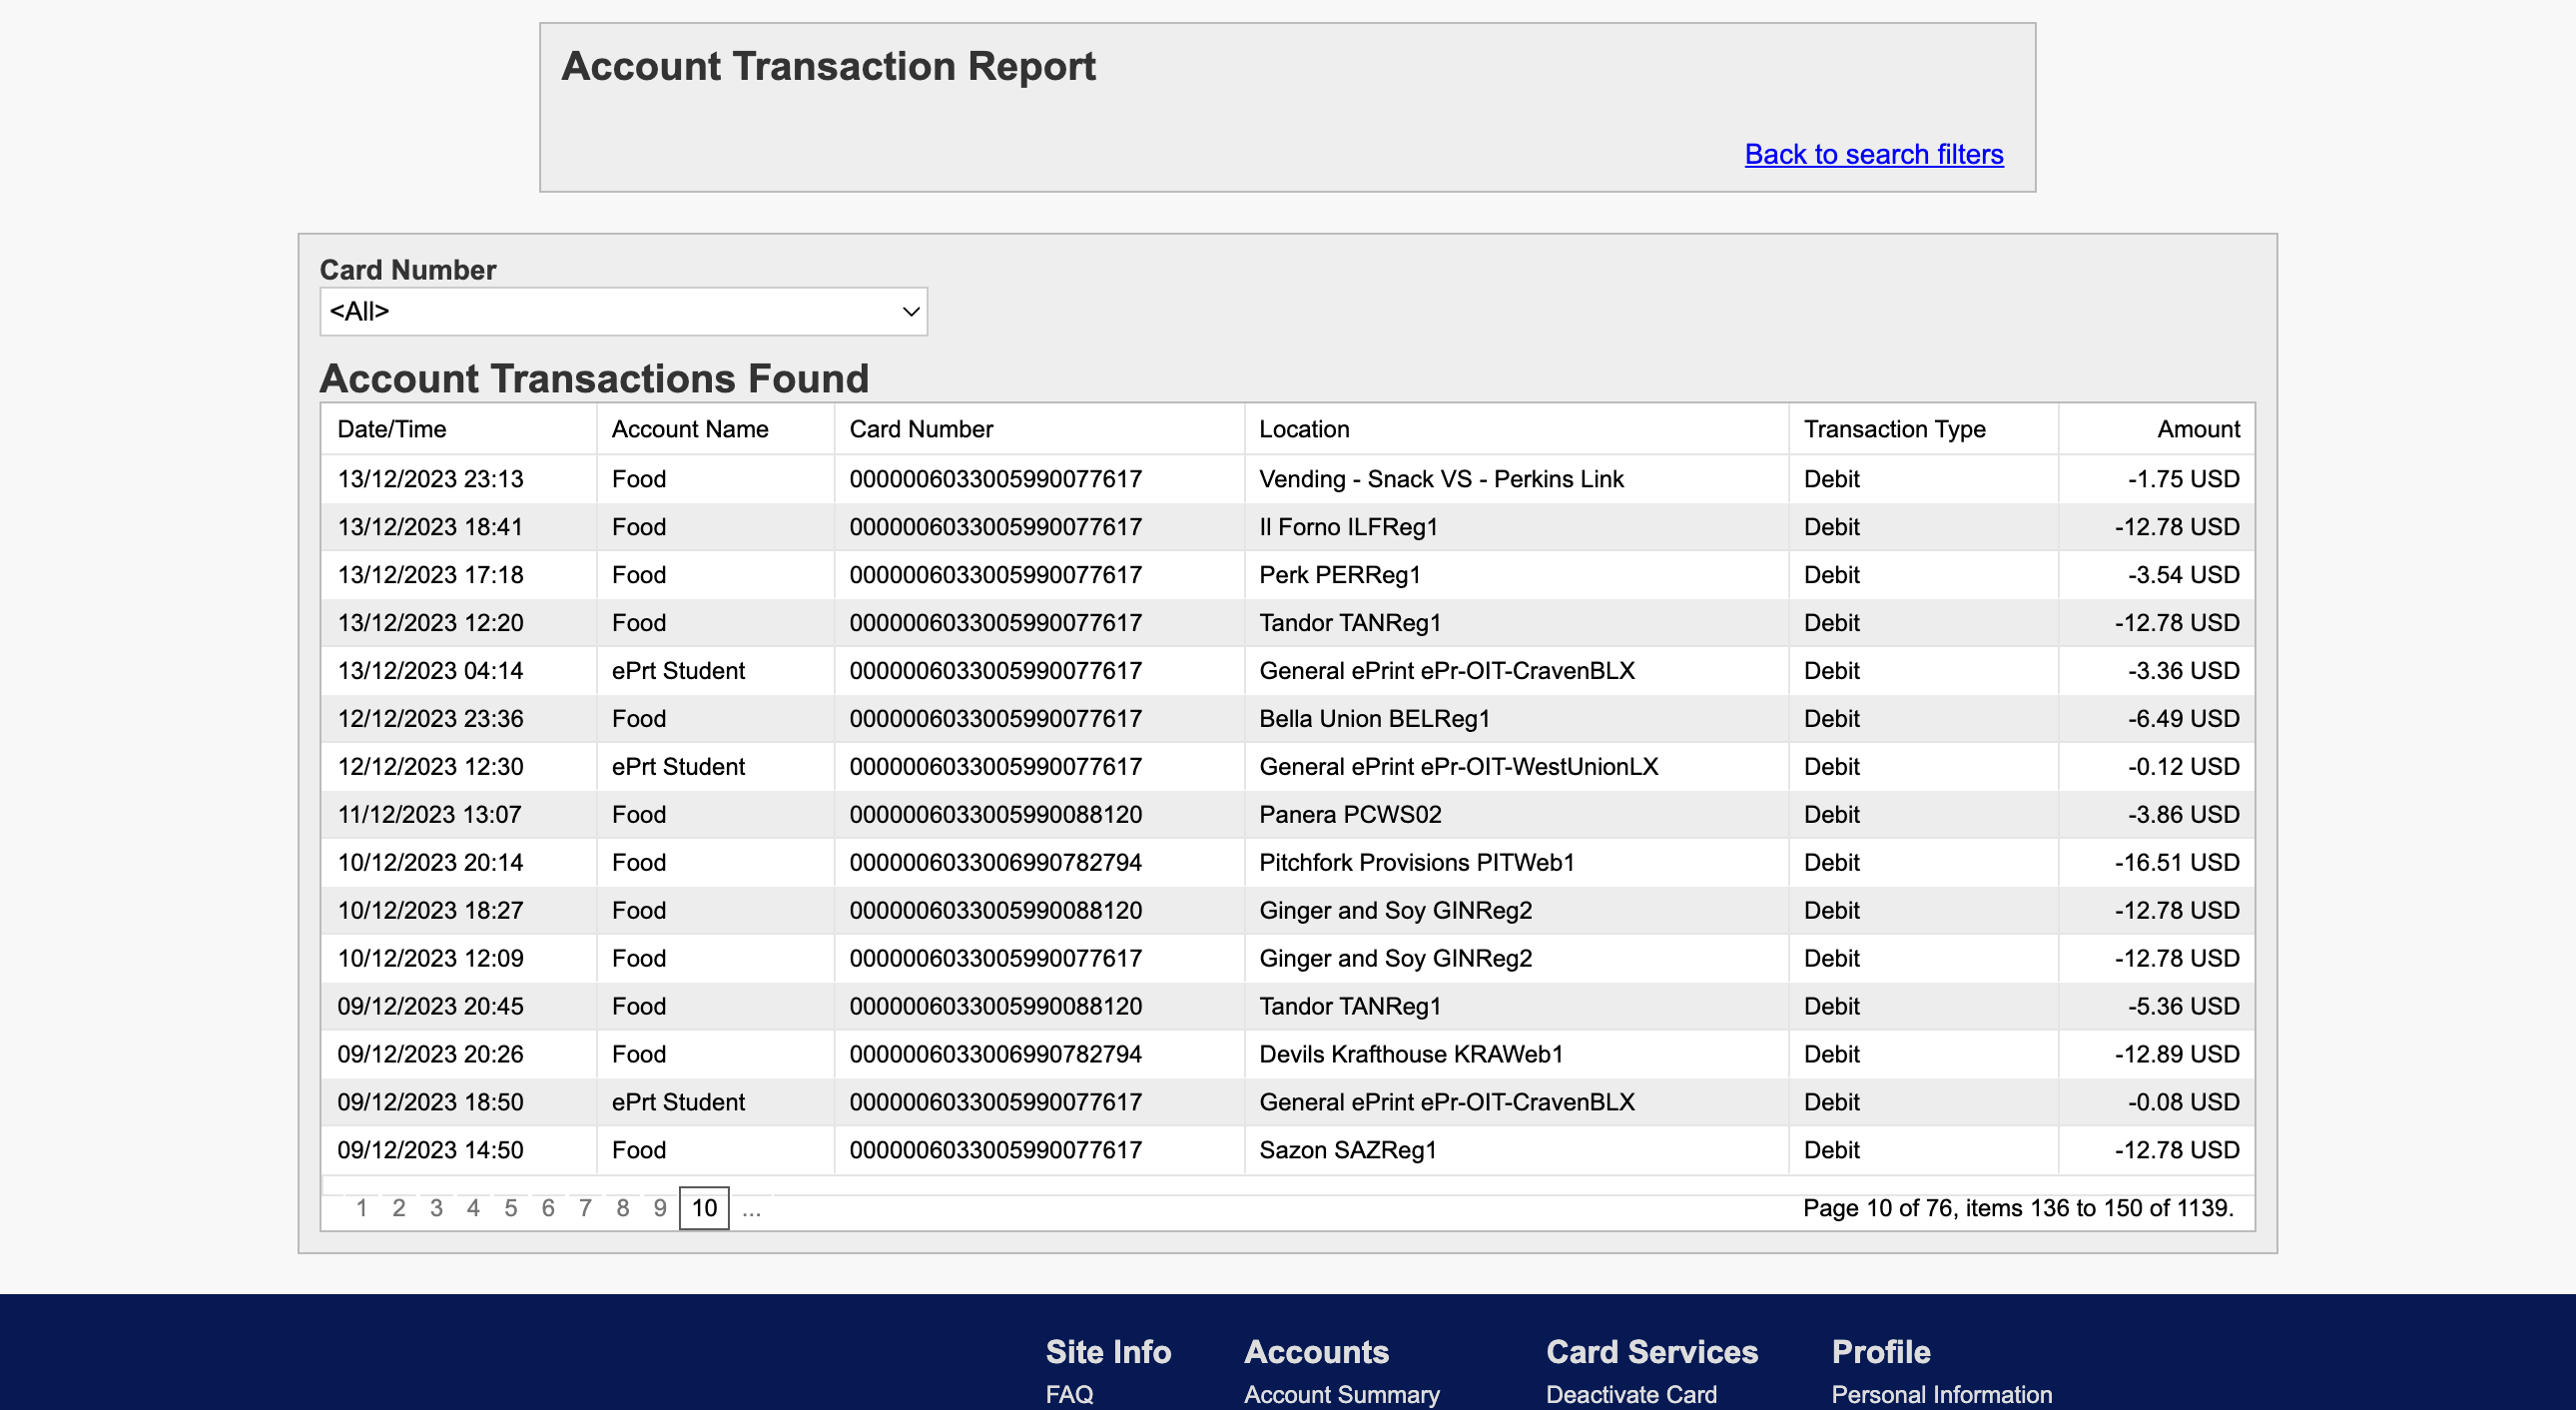 Account Transaction Report
Back to search filters
Card Number
<All>
Account Transactions Found
Date/Time Account Name Card Number Location Transaction Type Amount
13/12/2023 23:13 Food 0000006033005990077617 Vending - Snack VS - Perkins Link Debit -1.75 USD
13/12/2023 18:41 Food 0000006033005990077617 Il Forno ILFReg1 Debit -12.78 USD
13/12/2023 17:18 Food 0000006033005990077617 Perk PERReg1 Debit -3.54 USD
13/12/2023 12:20 Food 0000006033005990077617 Tandor TANReg1 Debit -12.78 USD
13/12/2023 04:14 ePrt Student 0000006033005990077617 General ePrint ePr-OIT-CravenBLX Debit -3.36 USD
12/12/2023 23:36 Food 0000006033005990077617 Bella Union BELReg1 Debit -6.49 USD
12/12/2023 12:30 ePrt Student 0000006033005990077617 General ePrint ePr-OIT-WestUnionLX Debit -0.12 USD
11/12/2023 13:07 Food 0000006033005990088120 Panera PCWS02 Debit -3.86 USD
10/12/2023 20:14 Food 0000006033006990782794 Pitchfork Provisions PITWeb1 Debit -16.51 USD
10/12/2023 18:27 Food 0000006033005990088120 Ginger and Soy GINReg2 Debit -12.78 USD
10/12/2023 12:09 Food 0000006033005990077617 Ginger and Soy GINReg2 Debit -12.78 USD
09/12/2023 20:45 Food 0000006033005990088120 Tandor TANReg1 Debit -5.36 USD
09/12/2023 20:26 Food 0000006033006990782794 Devils Krafthouse KRAWeb1 Debit -12.89 USD
09/12/2023 18:50 ePrt Student 0000006033005990077617 General ePrint ePr-OIT-CravenBLX Debit -0.08 USD
09/12/2023 14:50 Food 0000006033005990077617 Sazon SAZReg1 Debit -12.78 USD
1 2 3 4 5 6 7 8 9 10 ... Page 10 of 76, items 136 to 150 of 1139.
Site Info Accounts Card Services Profile
FAQ Account Summary Deactivate Card Personal Information